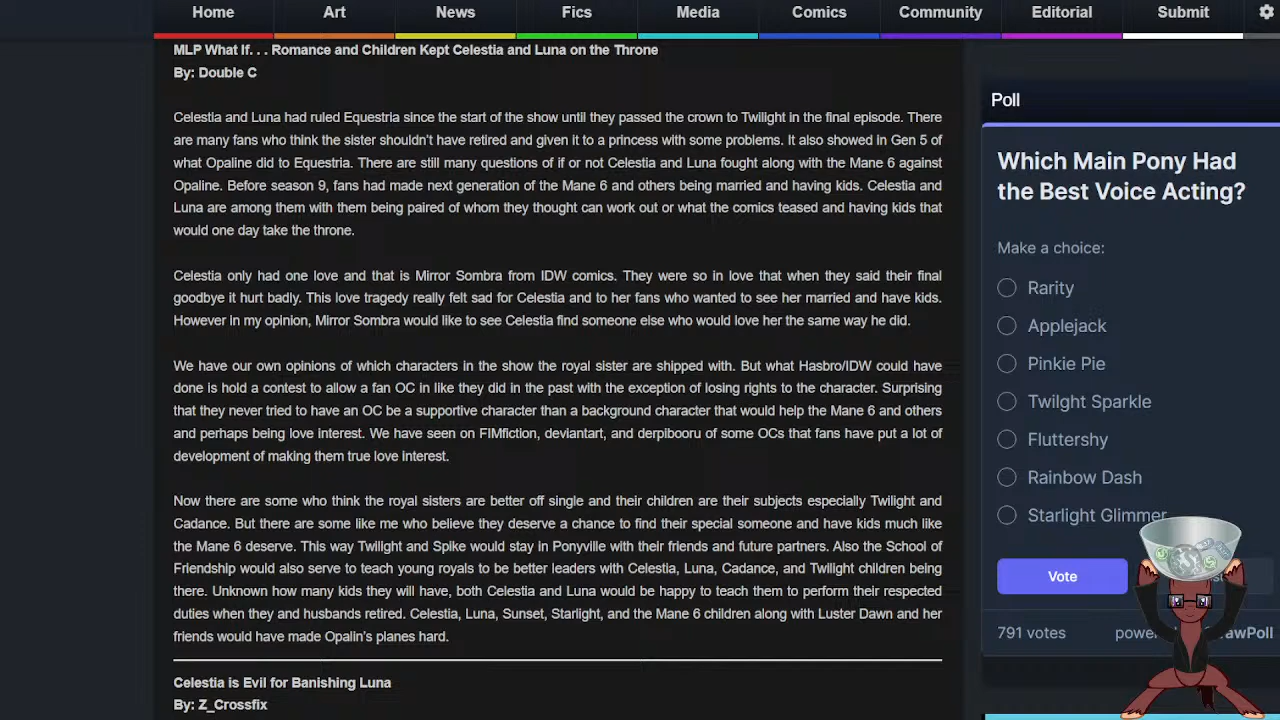 Home Art News Fics Media Comics Community Editorial Submit
MLP What If. . . Romance and Children Kept Celestia and Luna on the Throne
By: Double C
Celestia and Luna had ruled Equestria since the start of the show until they passed the crown to Twilight in the final episode. There
are many fans who think the sister shouldn't have retired and given it to a princess with some problems. It also showed in Gen 5 of
what Opaline did to Equestria. There are still many questions of if or not Celestia and Luna fought along with the Mane 6 against
Opaline. Before season 9, fans had made next generation of the Mane 6 and others being married and having kids. Celestia and
Luna are among them with them being paired of whom they thought can work out or what the comics teased and having kids that
would one day take the throne.
Celestia only had one love and that is Mirror Sombra from IDW comics. They were so in love that when they said their final
goodbye it hurt badly. This love tragedy really felt sad for Celestia and to her fans who wanted to see her married and have kids.
However in my opinion, Mirror Sombra would like to see Celestia find someone else who would love her the same way he did.
We have our own opinions of which characters in the show the royal sister are shipped with. But what Hasbro/IDW could have
done is hold a contest to allow a fan OC in like they did in the past with the exception of losing rights to the character. Surprising
that they never tried to have an OC be a supportive character than a background character that would help the Mane 6 and others
and perhaps being love interest. We have seen on FIMfiction, deviantart, and derpibooru of some OCs that fans have put a lot of
development of making them true love interest.
Now there are some who think the royal sisters are better off single and their children are their subjects especially Twilight and
Cadance. But there are some like me who believe they deserve a chance to find their special someone and have kids much like
the Mane 6 deserve. This way Twilight and Spike would stay in Ponyville with their friends and future partners. Also the School of
Friendship would also serve to teach young royals to be better leaders with Celestia, Luna, Cadance, and Twilight children being
there. Unknown how many kids they will have, both Celestia and Luna would be happy to teach them to perform their respected
duties when they and husbands retired. Celestia, Luna, Sunset, Starlight, and the Mane 6 children along with Luster Dawn and her
friends would have made Opalin's planes hard.
Celestia is Evil for Banishing Luna
By: Z_Crossfix
Poll
Which Main Pony Had
the Best Voice Acting?
Make a choice:
Rarity
Applejack
Pinkie Pie
Twilght Sparkle
Fluttershy
Rainbow Dash
Starlight Glimmer
Vote
791 votes